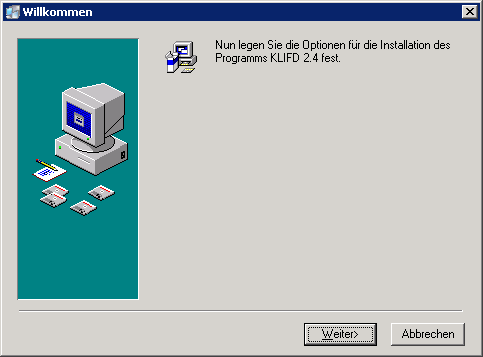 Willkommen
Nun legen Sie die Optionen für die Installation des
Programms KLIFD 2.4 fest.
Weiter>
Abbrechen